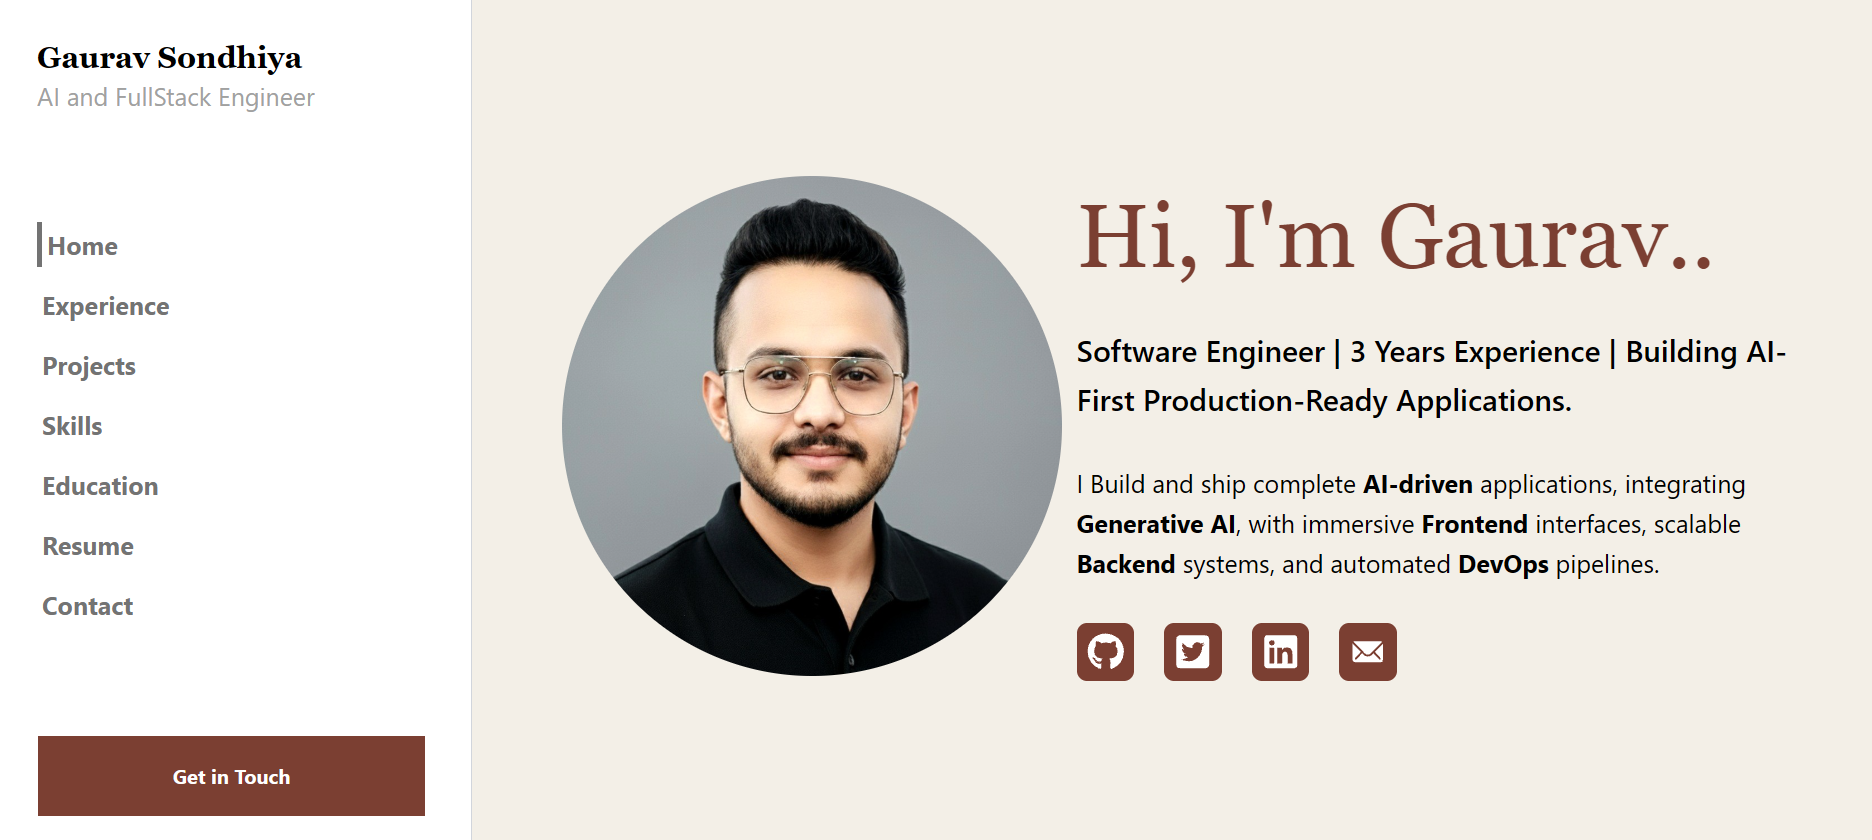 Gaurav Sondhiya
AI and FullStack Engineer
Home
Experience
Projects
Skills
Education
Resume
Contact
Get in Touch
Hi, I'm Gaurav..
Software Engineer | 3 Years Experience | Building AI-
First Production-Ready Applications.
I Build and ship complete AI-driven applications, integrating
Generative AI, with immersive Frontend interfaces, scalable
Backend systems, and automated DevOps pipelines.
in